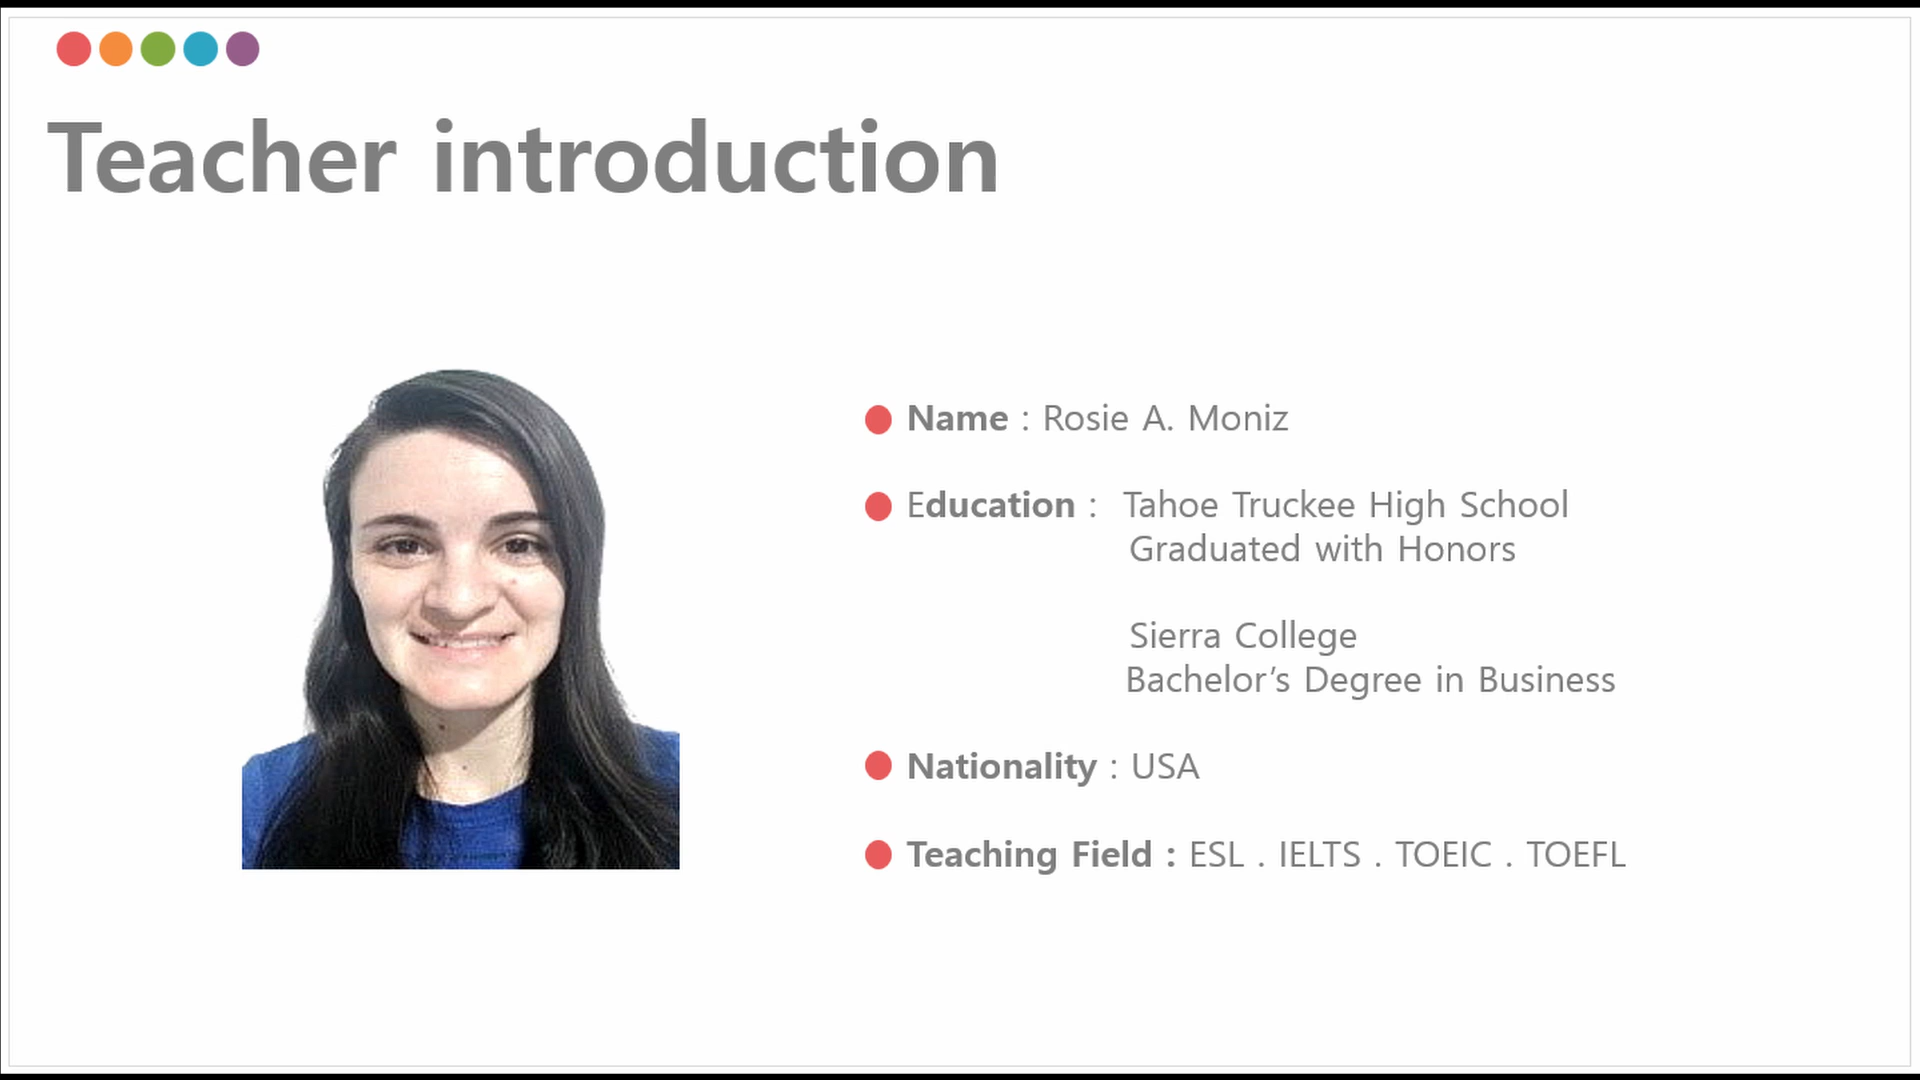 Teacher introduction
Name : Rosie A. Moniz
Education : Tahoe Truckee High School
Graduated with Honors
Sierra College
Bachelor’s Degree in Business
Nationality : USA
Teaching Field : ESL . IELTS . TOEIC . TOEFL